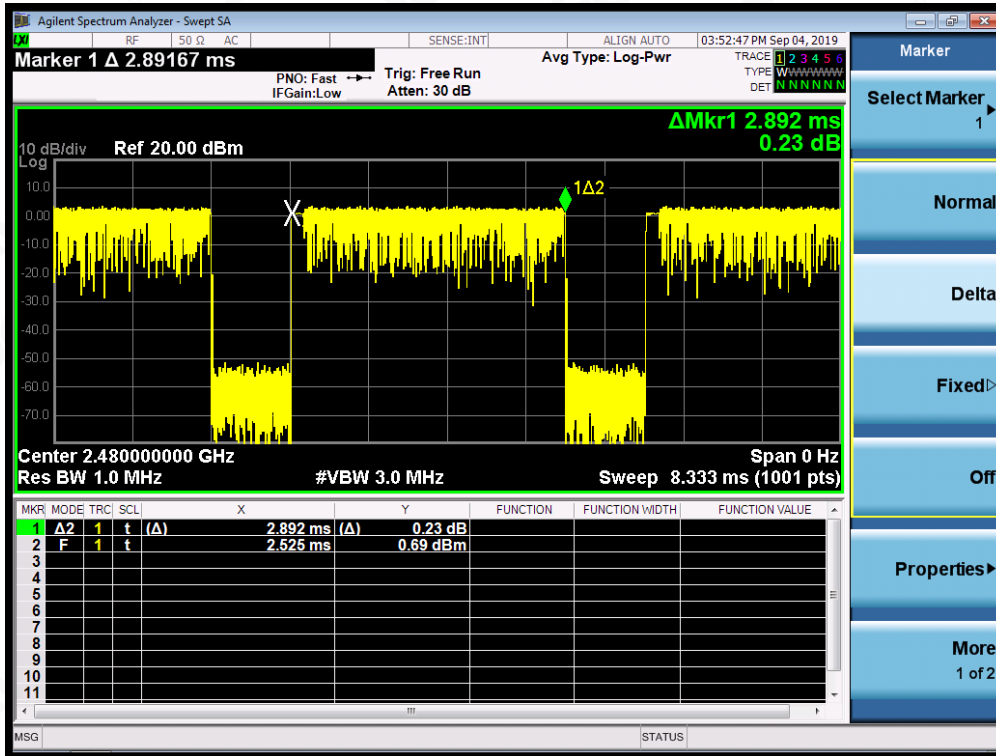 Agilent Spectrum Analyzer - Swept SA
LXI RF 50 Ω AC SENSE:INT ALIGN AUTO 03:52:47 PM Sep 04, 2019
Marker 1 Δ 2.89167 ms
PNO: Fast
IFGain:Low
Trig: Free Run
Atten: 30 dB
Avg Type: Log-Pwr
TRACE 1 2 3 4 5 6
TYPE WWWWWW
DET N N N N N N
ΔMkr1 2.892 ms
0.23 dB
10 dB/div Ref 20.00 dBm
Log
10.0
0.00
-10.0
-20.0
-30.0
-40.0
-50.0
-60.0
-70.0
X
1Δ2
Center 2.480000000 GHz Span 0 Hz
Res BW 1.0 MHz #VBW 3.0 MHz Sweep 8.333 ms (1001 pts)
MKR MODE TRC SCL X Y FUNCTION FUNCTION WIDTH FUNCTION VALUE
1 Δ2 1 t (Δ) 2.892 ms (Δ) 0.23 dB
2 F 1 t 2.525 ms 0.69 dBm
3
4
5
6
7
8
9
10
11
MSG STATUS
Marker
Select Marker
1
Normal
Delta
Fixed
Off
Properties
More
1 of 2